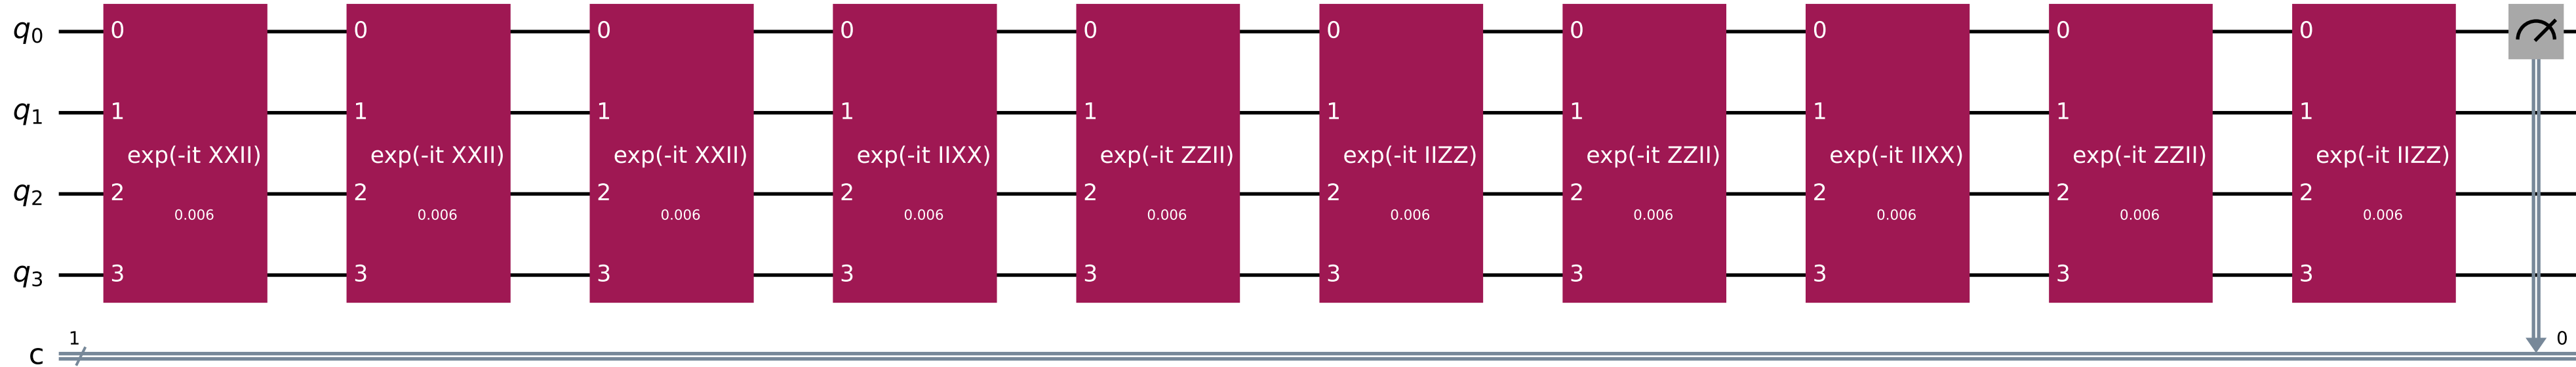 q0 0 0 0 0 0 0 0 0 0 0
q1 1 1 1 1 1 1 1 1 1 1
exp(-it XXII) exp(-it XXII) exp(-it XXII) exp(-it IIXX) exp(-it ZZII) exp(-it IIZZ) exp(-it ZZII) exp(-it IIXX) exp(-it ZZII) exp(-it IIZZ)
q2 2 2 2 2 2 2 2 2 2 2
0.006 0.006 0.006 0.006 0.006 0.006 0.006 0.006 0.006 0.006
q3 3 3 3 3 3 3 3 3 3 3
1 0
c